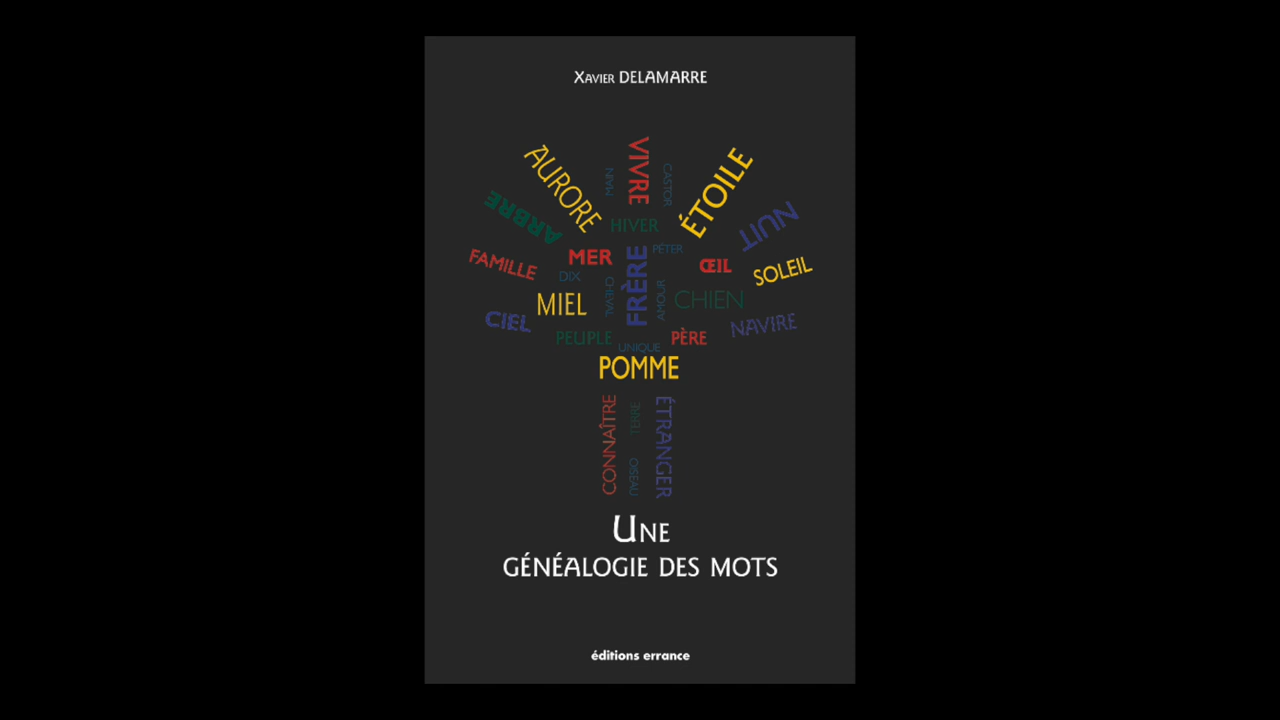 Xavier DELAMARRE
VIVRE
AURORE
MAIN
CASTOR
ÉTOILE
ARBRE
HIVER
NUIT
FAMILLE
MER
PÉTER
ŒIL
SOLEIL
DIX
FRÈRE
CHEVAL
AMOUR
MIEL
CHIEN
CIEL
PEUPLE
UNIQUE
PÈRE
NAVIRE
POMME
CONNAÎTRE
TERRE
ÉTRANGER
OISEAU
Une
GÉNÉALOGIE DES MOTS
éditions errance